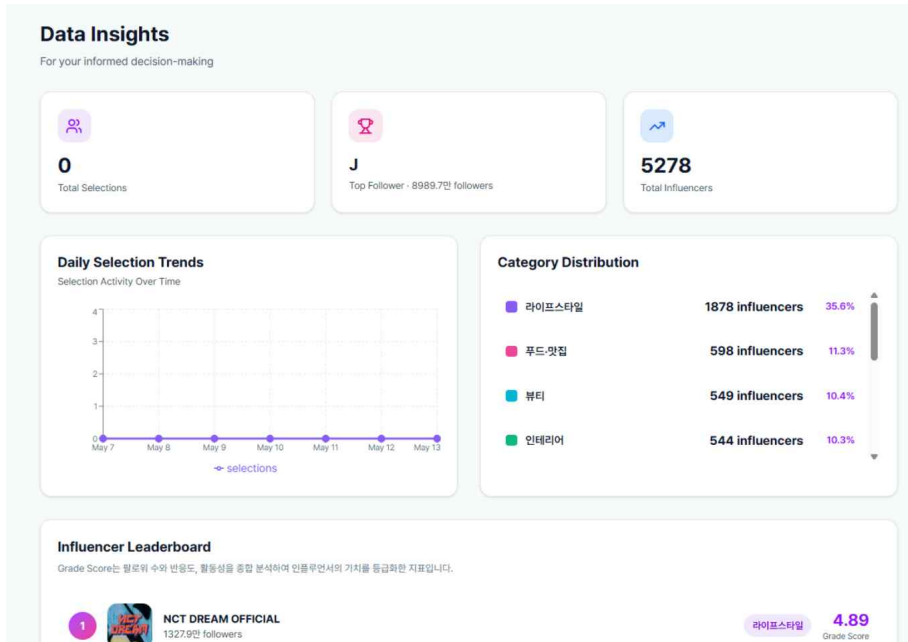 Data Insights
For your informed decision-making
0
Total Selections
J
Top Follower · 8989.7만 followers
5278
Total Influencers
Daily Selection Trends
Selection Activity Over Time
4
3
2
1
0
May 7 May 8 May 9 May 10 May 11 May 12 May 13
selections
Category Distribution
라이프스타일 1878 influencers 35.6%
푸드·맛집 598 influencers 11.3%
뷰티 549 influencers 10.4%
인테리어 544 influencers 10.3%
Influencer Leaderboard
Grade Score는 팔로워 수와 반응도, 활동성을 종합 분석하여 인플루언서의 가치를 등급화한 지표입니다.
1
NCT DREAM
NCT DREAM OFFICIAL
1327.9만 followers
라이프스타일
4.89
Grade Score